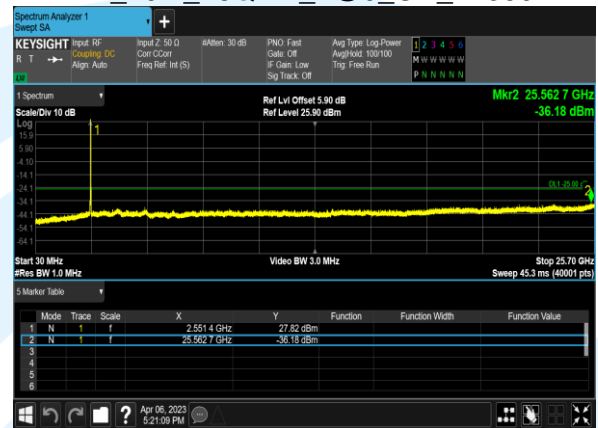 Spectrum Analyzer 1
Swept SA
+
KEYSIGHT Input: RF Input Z: 50 Ω #Atten: 30 dB PNO: Fast Avg Type: Log-Power 1 2 3 4 5 6
R T Coupling: DC Corr CCorr Gate: Off Avg|Hold: 100/100 M W W W W W
Align: Auto Freq Ref: Int (S) IF Gain: Low Trig: Free Run
Sig Track: Off P N N N N N
1 Spectrum Mkr2 25.562 7 GHz
Ref Lvl Offset 5.90 dB
Scale/Div 10 dB Ref Level 25.90 dBm -36.18 dBm
Log
15.9
5.90
-4.10
-14.1
-24.1
-34.1
-44.1
-54.1
-64.1
1
DL1 -25.00
2
Start 30 MHz Video BW 3.0 MHz Stop 25.70 GHz
#Res BW 1.0 MHz Sweep 45.3 ms (40001 pts)
5 Marker Table
Mode Trace Scale X Y Function Function Width Function Value
1 N 1 f 2.551 4 GHz 27.82 dBm
2 N 1 f 25.562 7 GHz -36.18 dBm
3
4
5
6
? Apr 06, 2023
5:21:09 PM